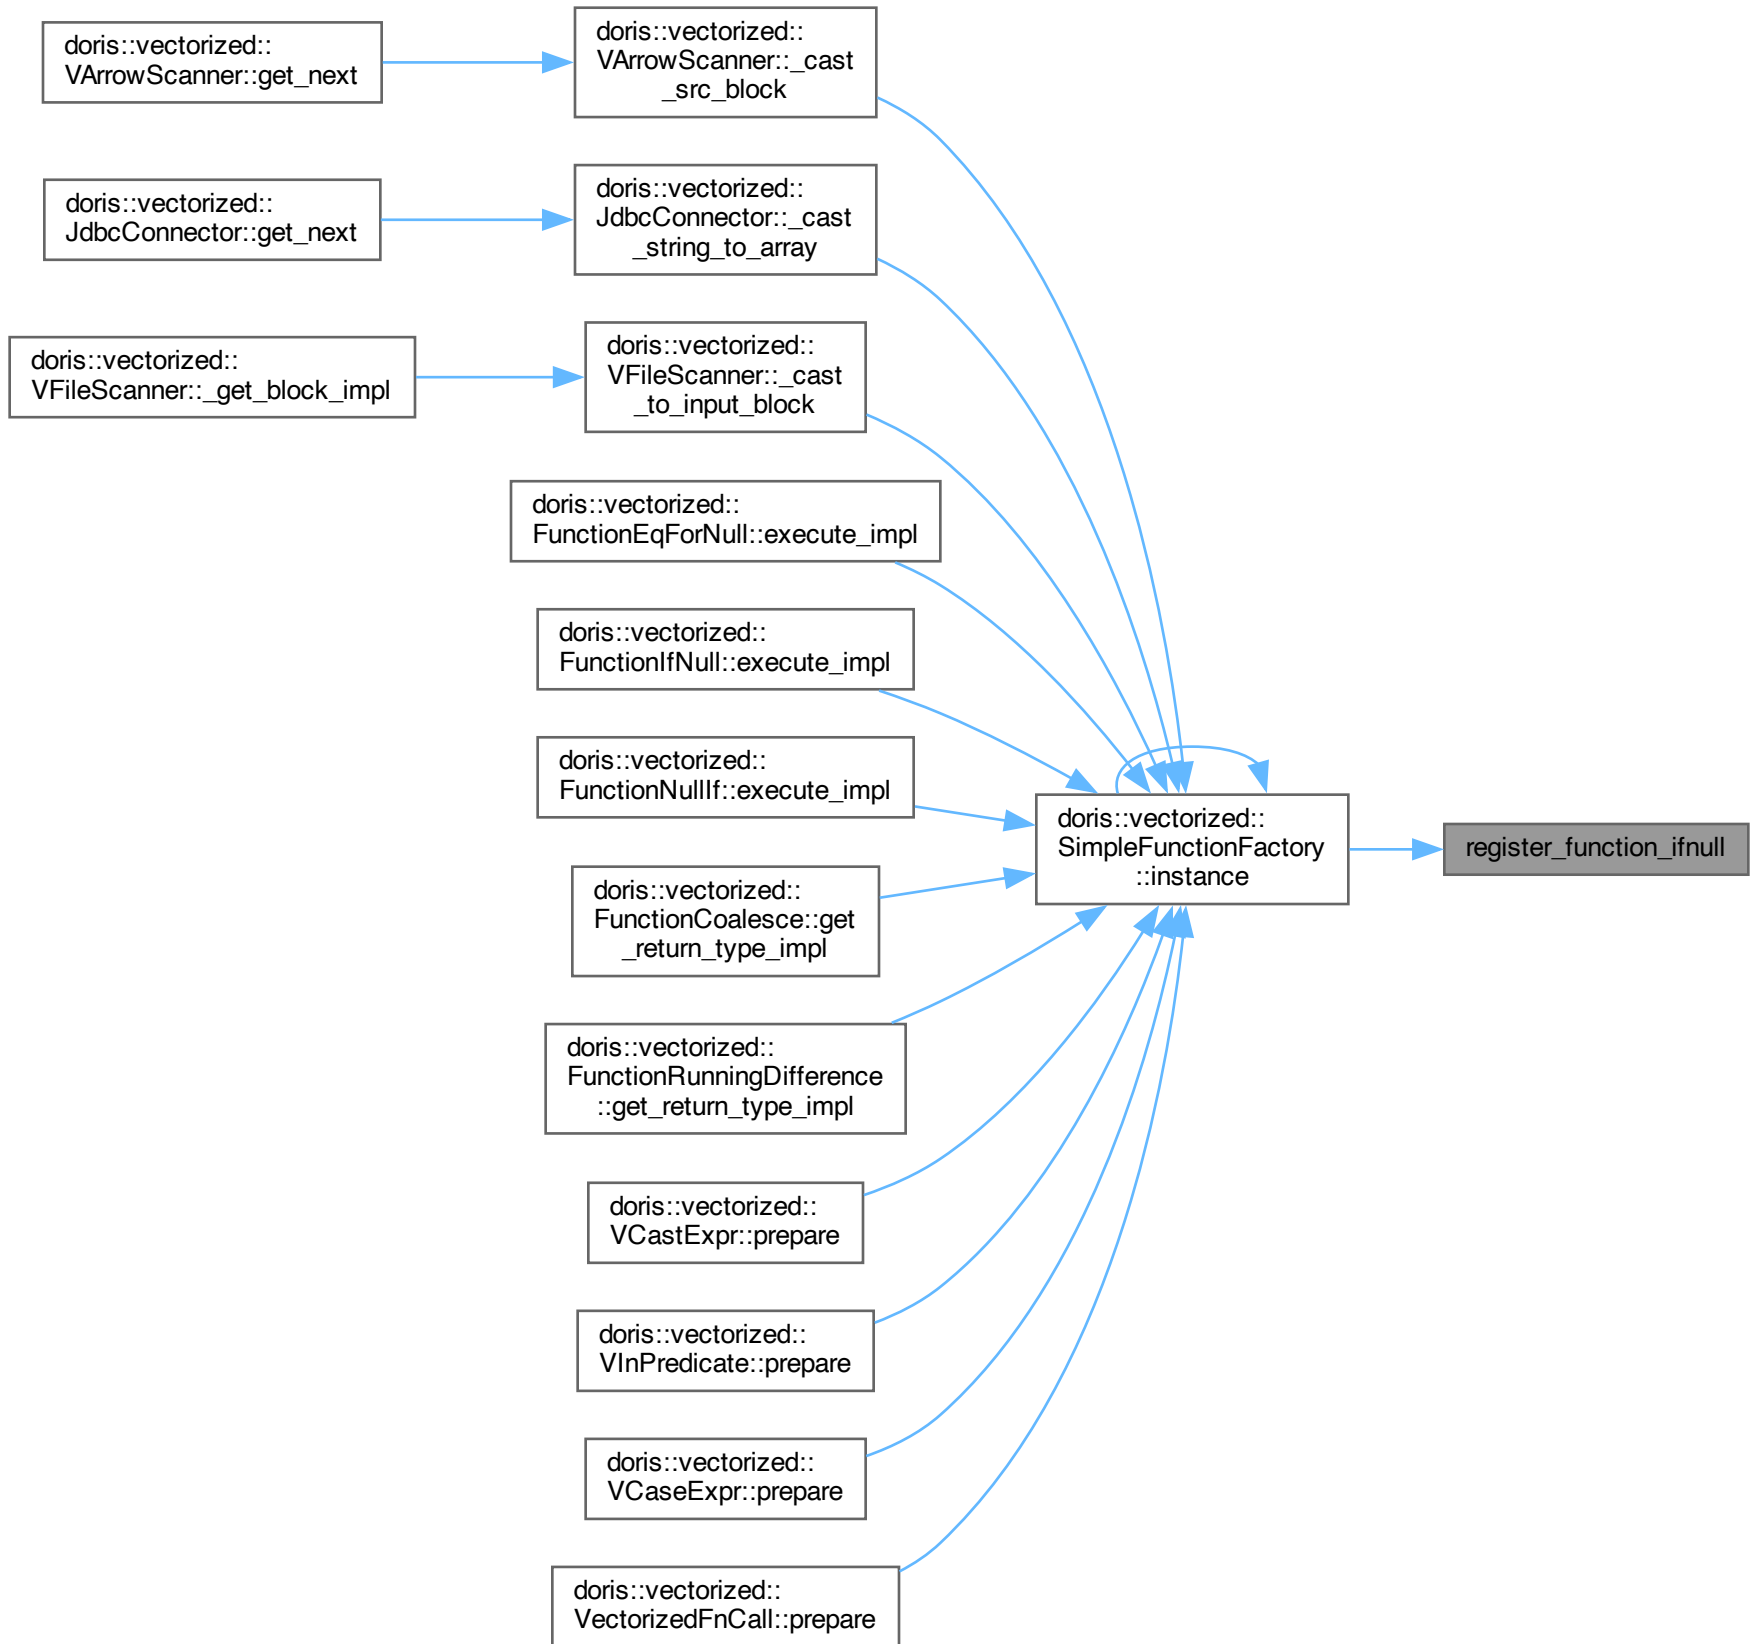 doris::vectorized::
VArrowScanner::get_next
doris::vectorized::
VArrowScanner::_cast
_src_block
doris::vectorized::
JdbcConnector::get_next
doris::vectorized::
JdbcConnector::_cast
_string_to_array
doris::vectorized::
VFileScanner::_get_block_impl
doris::vectorized::
VFileScanner::_cast
_to_input_block
doris::vectorized::
FunctionEqForNull::execute_impl
doris::vectorized::
FunctionIfNull::execute_impl
doris::vectorized::
FunctionNullIf::execute_impl
doris::vectorized::
SimpleFunctionFactory
::instance
register_function_ifnull
doris::vectorized::
FunctionCoalesce::get
_return_type_impl
doris::vectorized::
FunctionRunningDifference
::get_return_type_impl
doris::vectorized::
VCastExpr::prepare
doris::vectorized::
VInPredicate::prepare
doris::vectorized::
VCaseExpr::prepare
doris::vectorized::
VectorizedFnCall::prepare